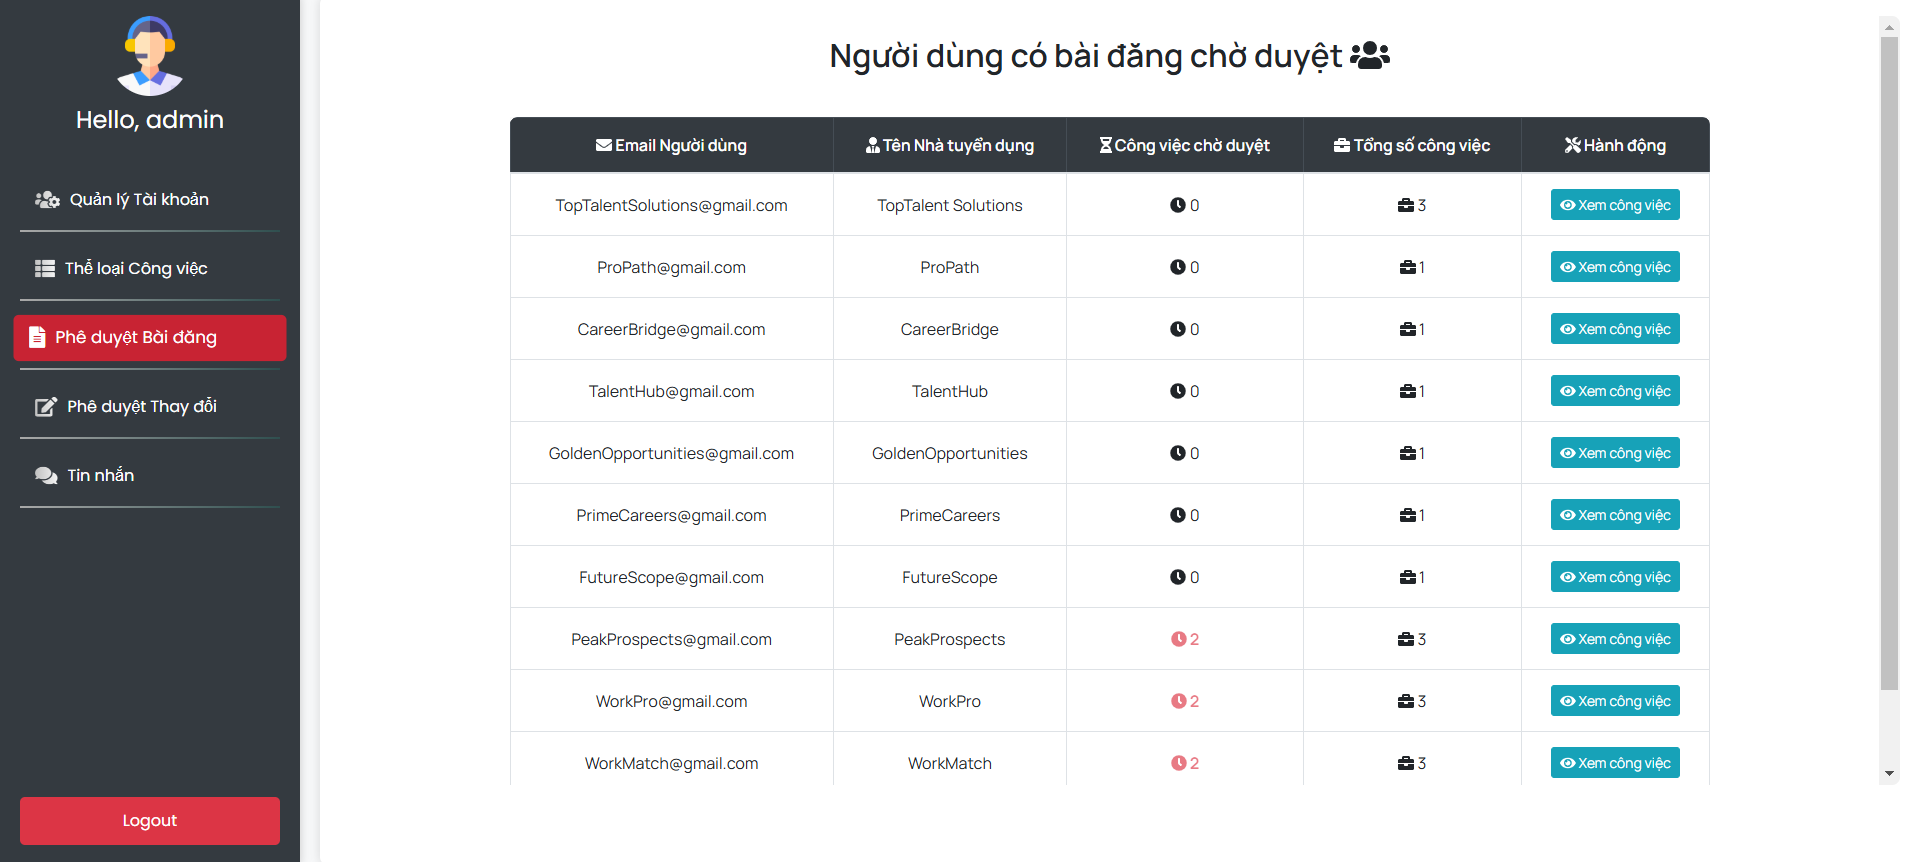 Hello, admin
Quản lý Tài khoản
Thể loại Công việc
Phê duyệt Bài đăng
Phê duyệt Thay đổi
Tin nhắn
Logout
Người dùng có bài đăng chờ duyệt
Email Người dùng Tên Nhà tuyển dụng Công việc chờ duyệt Tổng số công việc Hành động
TopTalentSolutions@gmail.com TopTalent Solutions 0 3 Xem công việc
ProPath@gmail.com ProPath 0 1 Xem công việc
CareerBridge@gmail.com CareerBridge 0 1 Xem công việc
TalentHub@gmail.com TalentHub 0 1 Xem công việc
GoldenOpportunities@gmail.com GoldenOpportunities 0 1 Xem công việc
PrimeCareers@gmail.com PrimeCareers 0 1 Xem công việc
FutureScope@gmail.com FutureScope 0 1 Xem công việc
PeakProspects@gmail.com PeakProspects 2 3 Xem công việc
WorkPro@gmail.com WorkPro 2 3 Xem công việc
WorkMatch@gmail.com WorkMatch 2 3 Xem công việc